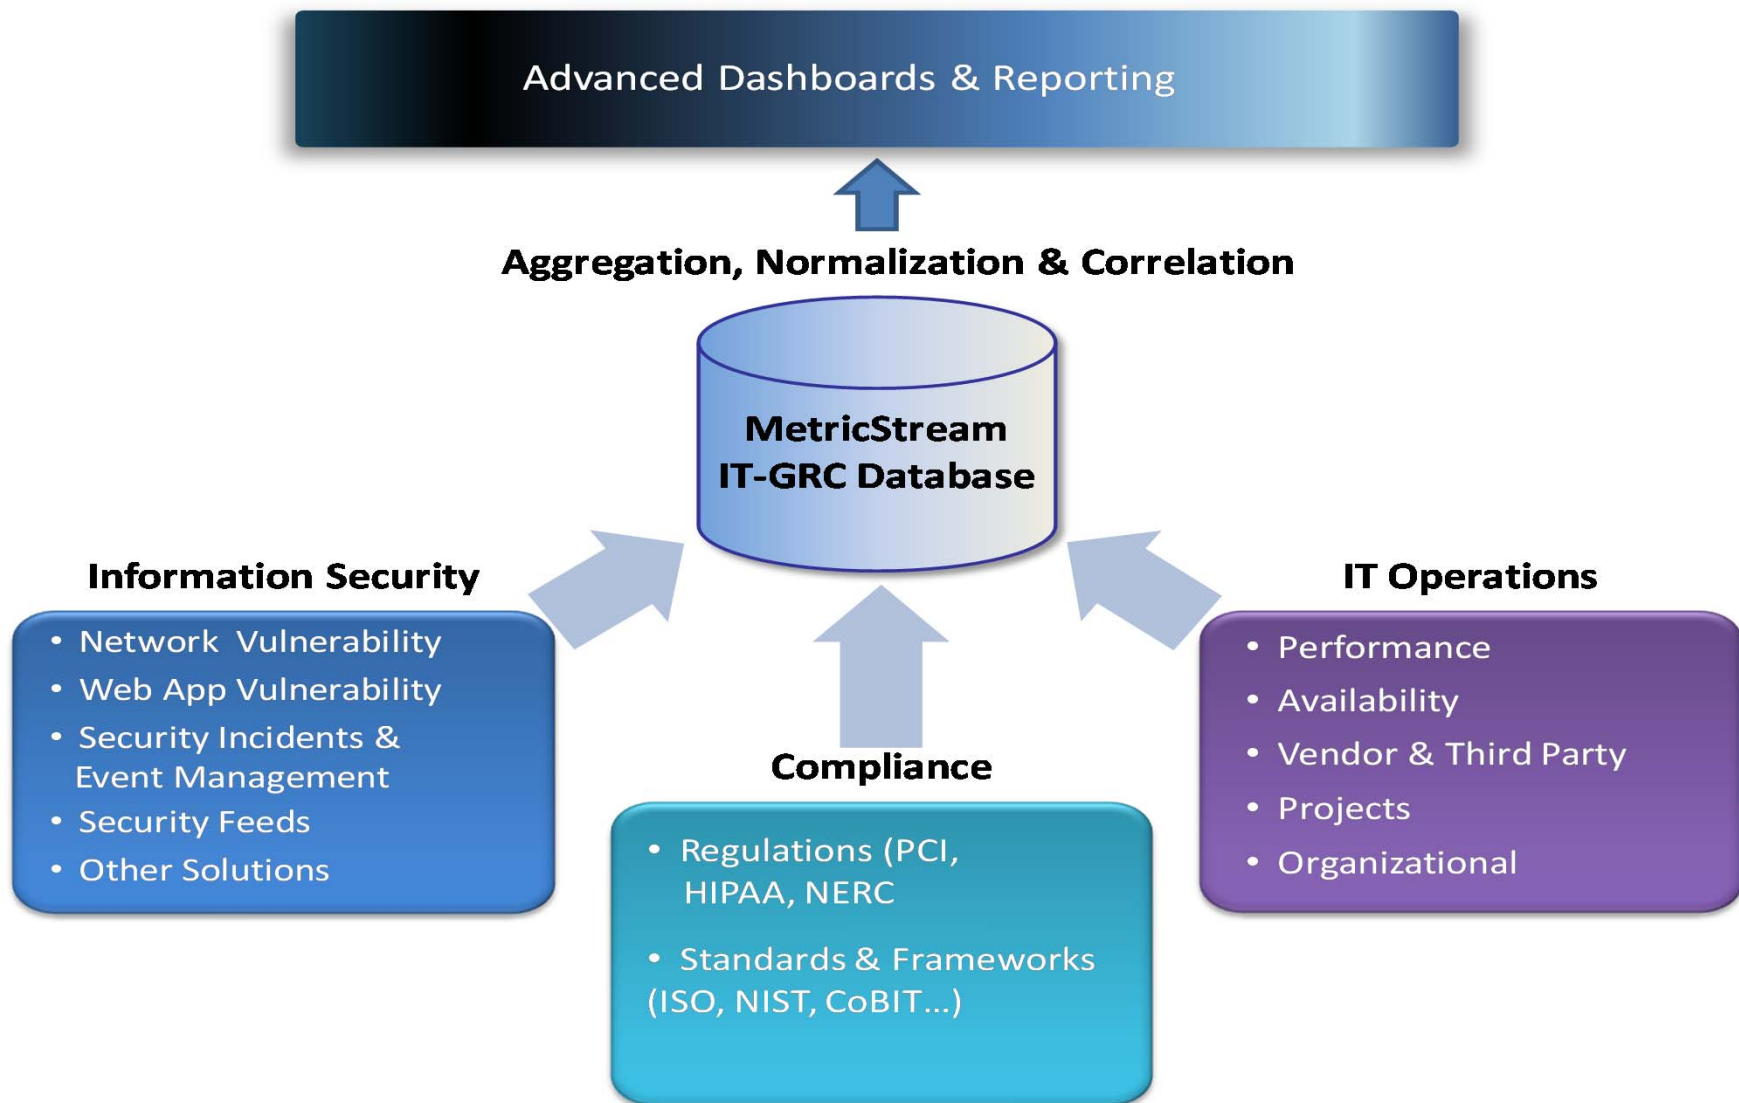 Advanced Dashboards & Reporting
Aggregation, Normalization & Correlation
MetricStream
IT-GRC Database
Information Security
• Network Vulnerability
• Web App Vulnerability
• Security Incidents &
Event Management
• Security Feeds
• Other Solutions
Compliance
• Regulations (PCI,
HIPAA, NERC
• Standards & Frameworks
(ISO, NIST, CoBIT...)
IT Operations
• Performance
• Availability
• Vendor & Third Party
• Projects
• Organizational